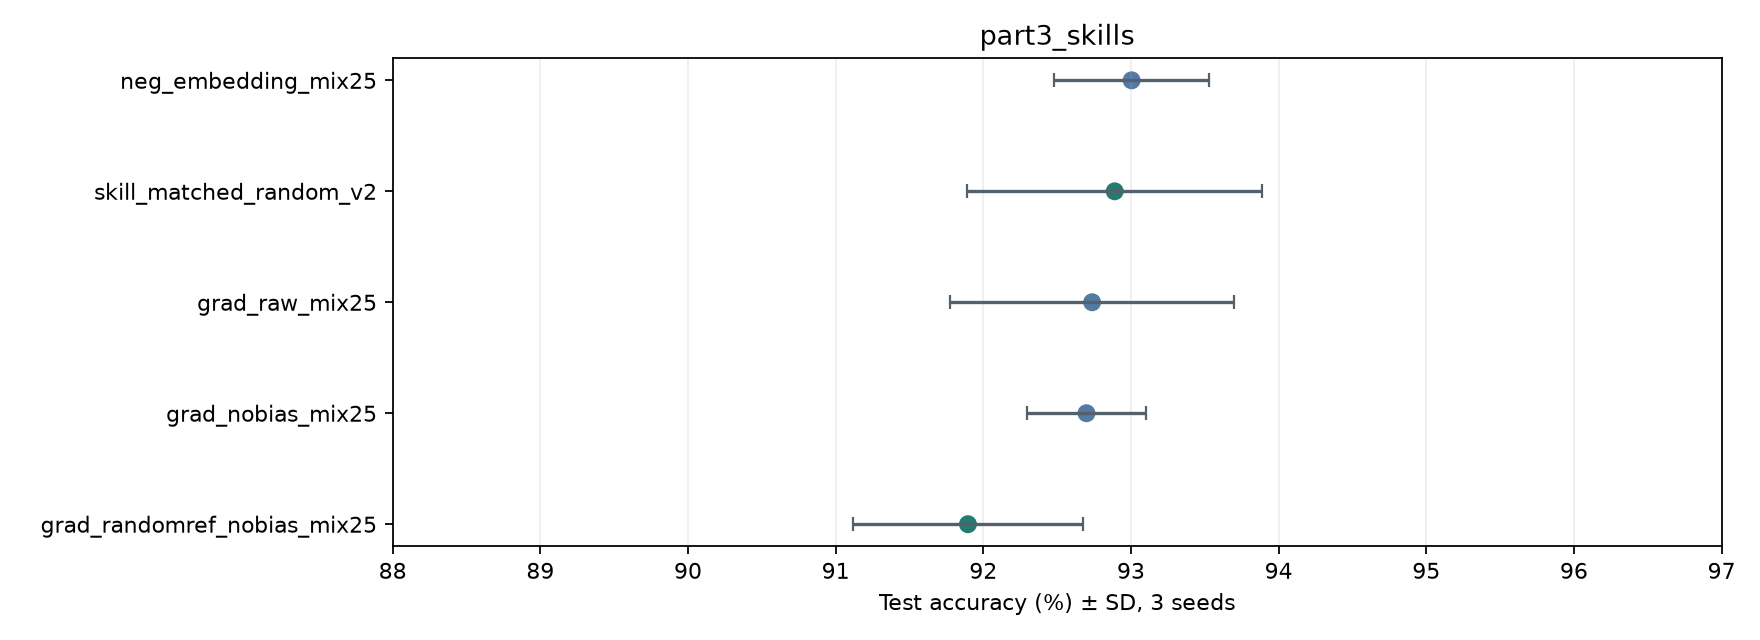 part3_skills
neg_embedding_mix25
skill_matched_random_v2
grad_raw_mix25
grad_nobias_mix25
grad_randomref_nobias_mix25
88 89 90 91 92 93 94 95 96 97
Test accuracy (%) ± SD, 3 seeds